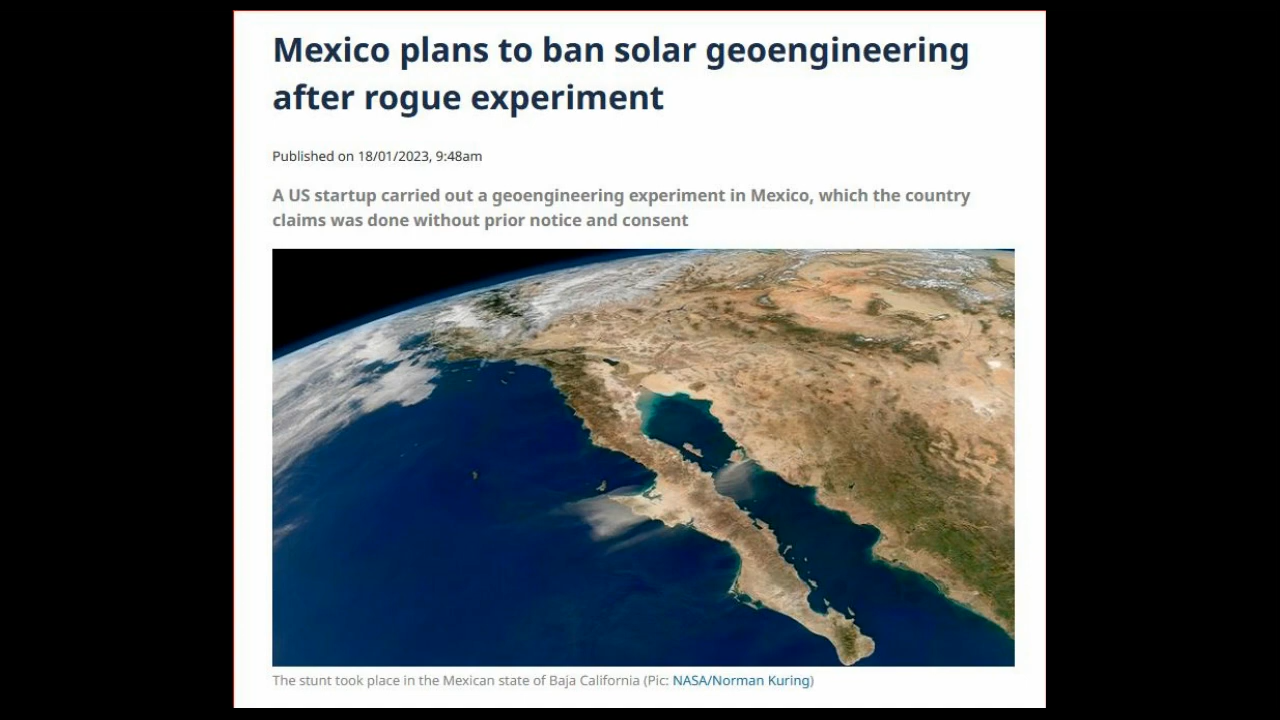 Mexico plans to ban solar geoengineering
after rogue experiment
Published on 18/01/2023, 9:48am
A US startup carried out a geoengineering experiment in Mexico, which the country
claims was done without prior notice and consent
The stunt took place in the Mexican state of Baja California (Pic: NASA/Norman Kuring)